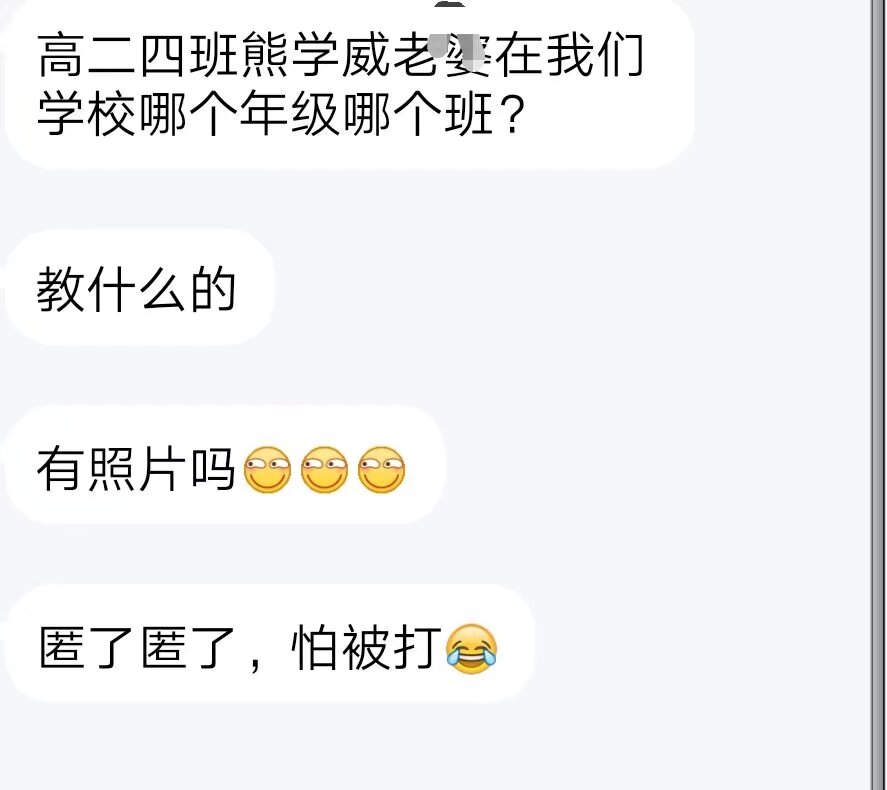 高二四班熊学威老婆在我们
学校哪个年级哪个班？
教什么的
有照片吗
匿了匿了，怕被打